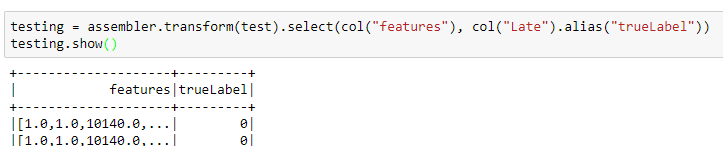 testing = assembler.transform(test).select(col("features"), col("Late").alias("trueLabel"))
testing.show()
+--------------------+---------+
|            features|trueLabel|
+--------------------+---------+
|[1.0,1.0,10140.0,...|        0|
|[1.0,1.0,10140.0,...|        0|